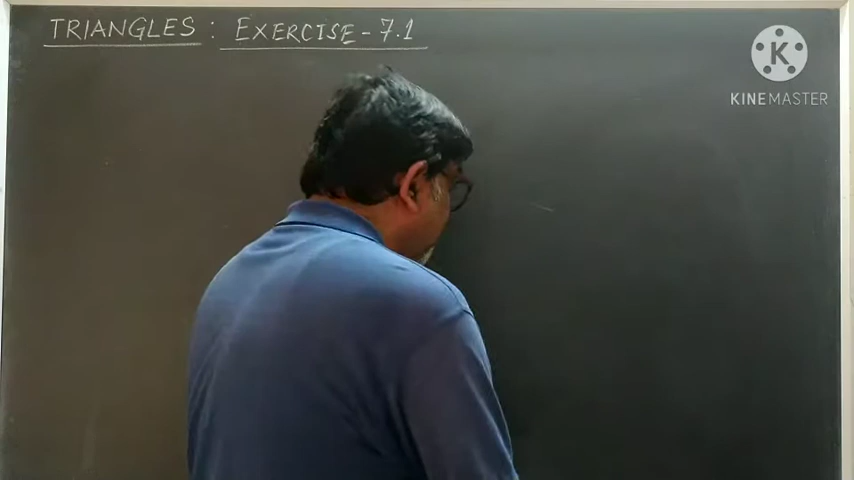 TRIANGLES : EXERCISE - 7.1
K
KINEMASTER